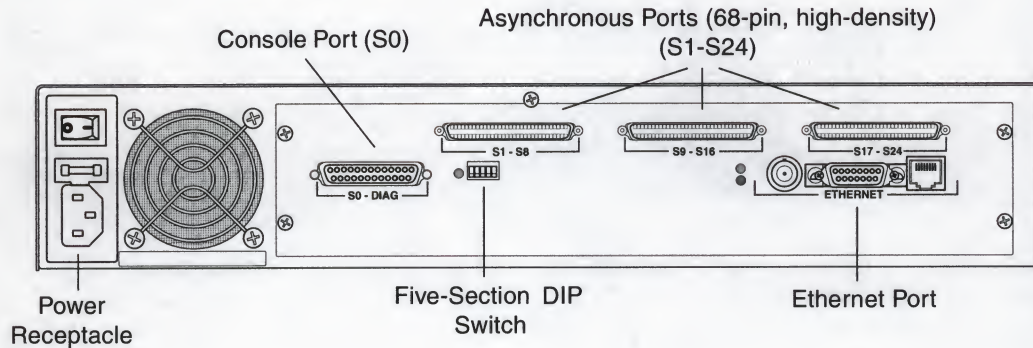 Asynchronous Ports (68-pin, high-density)
(S1-S24)
Console Port (S0)
S1 - S8
S9 - S16
S17 - S24
S0 - DIAG
ETHERNET
Power
Receptacle
Five-Section DIP
Switch
Ethernet Port